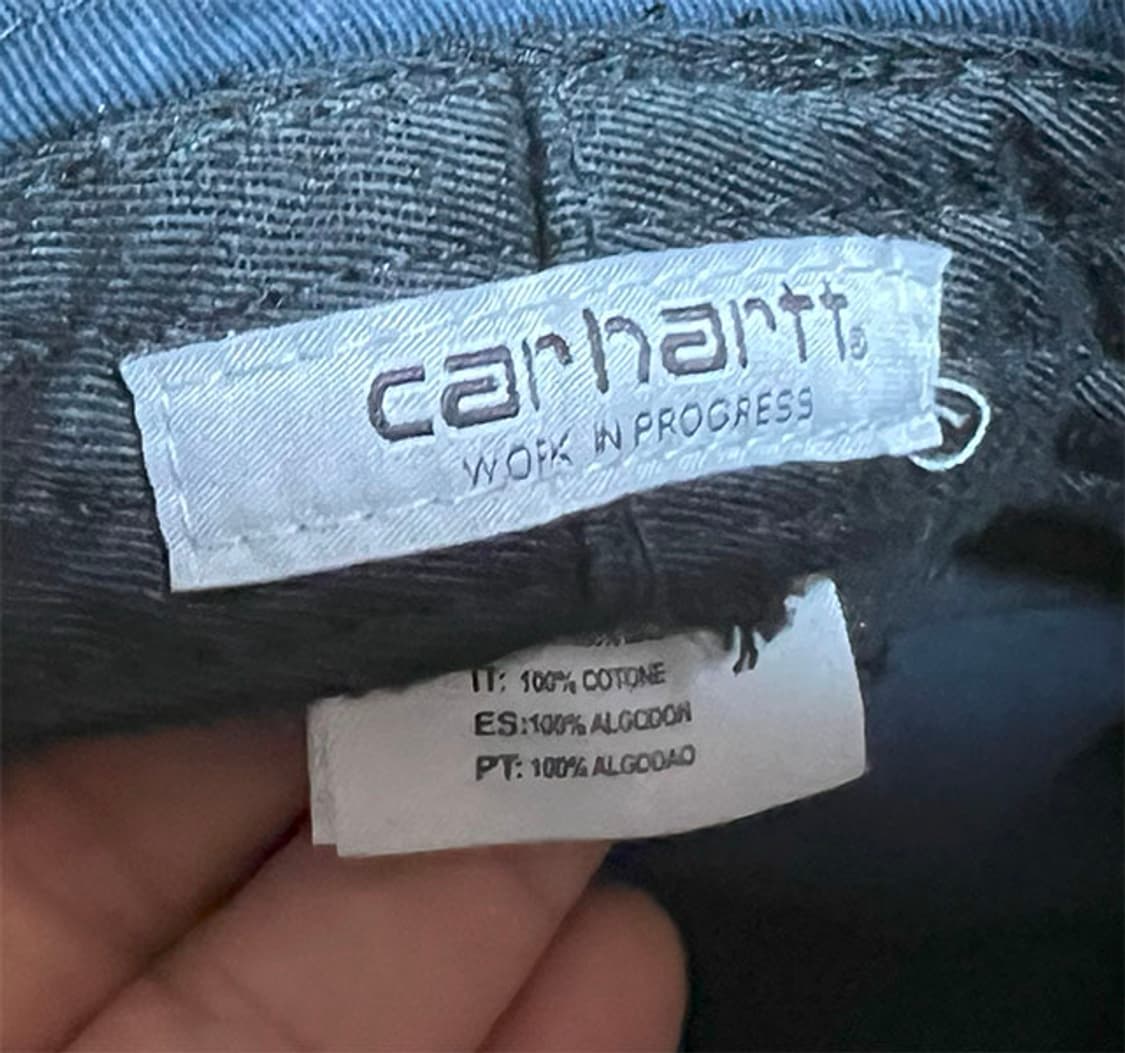 carhartt®
WORK IN PROGRESS
IT: 100% COTONE
ES:100% ALGODON
PT: 100% ALGODAO